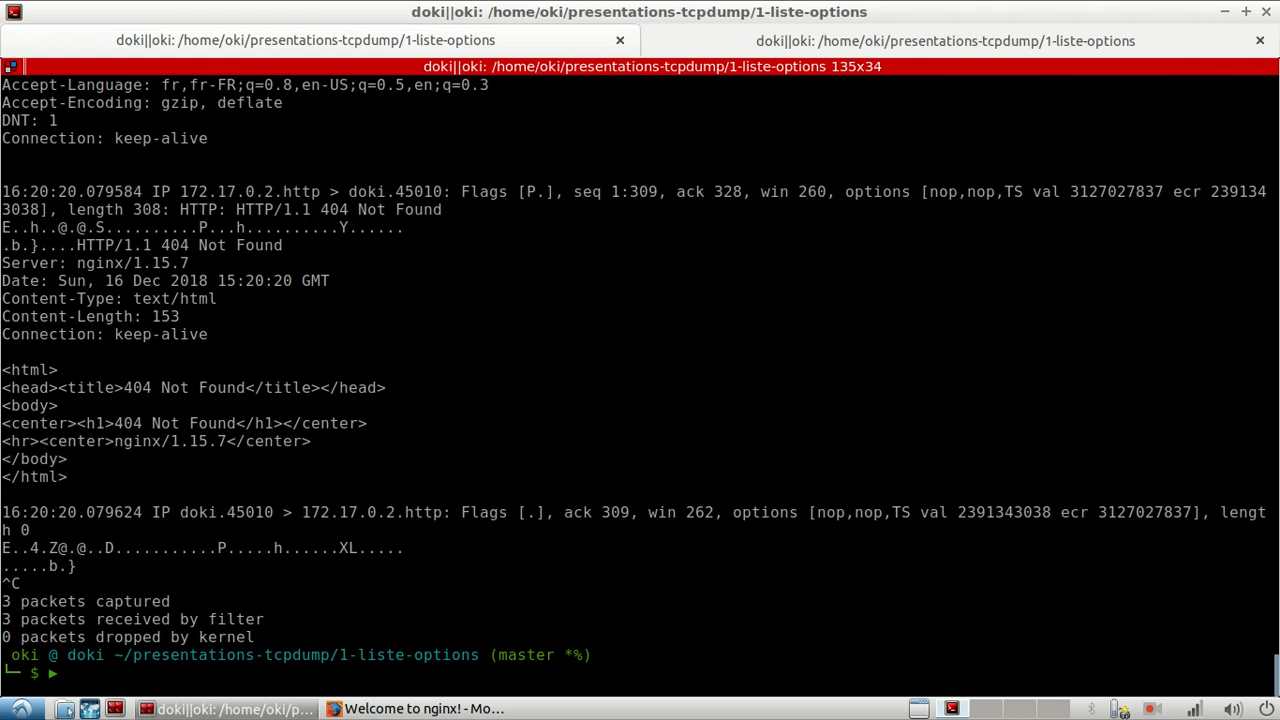 doki||oki: /home/oki/presentations-tcpdump/1-liste-options
doki||oki: /home/oki/presentations-tcpdump/1-liste-options
doki||oki: /home/oki/presentations-tcpdump/1-liste-options
doki||oki: /home/oki/presentations-tcpdump/1-liste-options 135x34
Accept-Language: fr,fr-FR;q=0.8,en-US;q=0.5,en;q=0.3
Accept-Encoding: gzip, deflate
DNT: 1
Connection: keep-alive
16:20:20.079584 IP 172.17.0.2.http > doki.45010: Flags [P.], seq 1:309, ack 328, win 260, options [nop,nop,TS val 3127027837 ecr 239134
3038], length 308: HTTP: HTTP/1.1 404 Not Found
E..h..@.@.S..........P...h..........Y......
.b.}....HTTP/1.1 404 Not Found
Server: nginx/1.15.7
Date: Sun, 16 Dec 2018 15:20:20 GMT
Content-Type: text/html
Content-Length: 153
Connection: keep-alive
<html>
<head><title>404 Not Found</title></head>
<body>
<center><h1>404 Not Found</h1></center>
<hr><center>nginx/1.15.7</center>
</body>
</html>
16:20:20.079624 IP doki.45010 > 172.17.0.2.http: Flags [.], ack 309, win 262, options [nop,nop,TS val 2391343038 ecr 3127027837], lengt
h 0
E..4.Z@.@..D...........P.....h......XL.....
.....b.}
^C
3 packets captured
3 packets received by filter
0 packets dropped by kernel
oki @ doki ~/presentations-tcpdump/1-liste-options (master *%)
└─ $ ▶
doki||oki: /home/oki/p...
Welcome to nginx! - Mo...